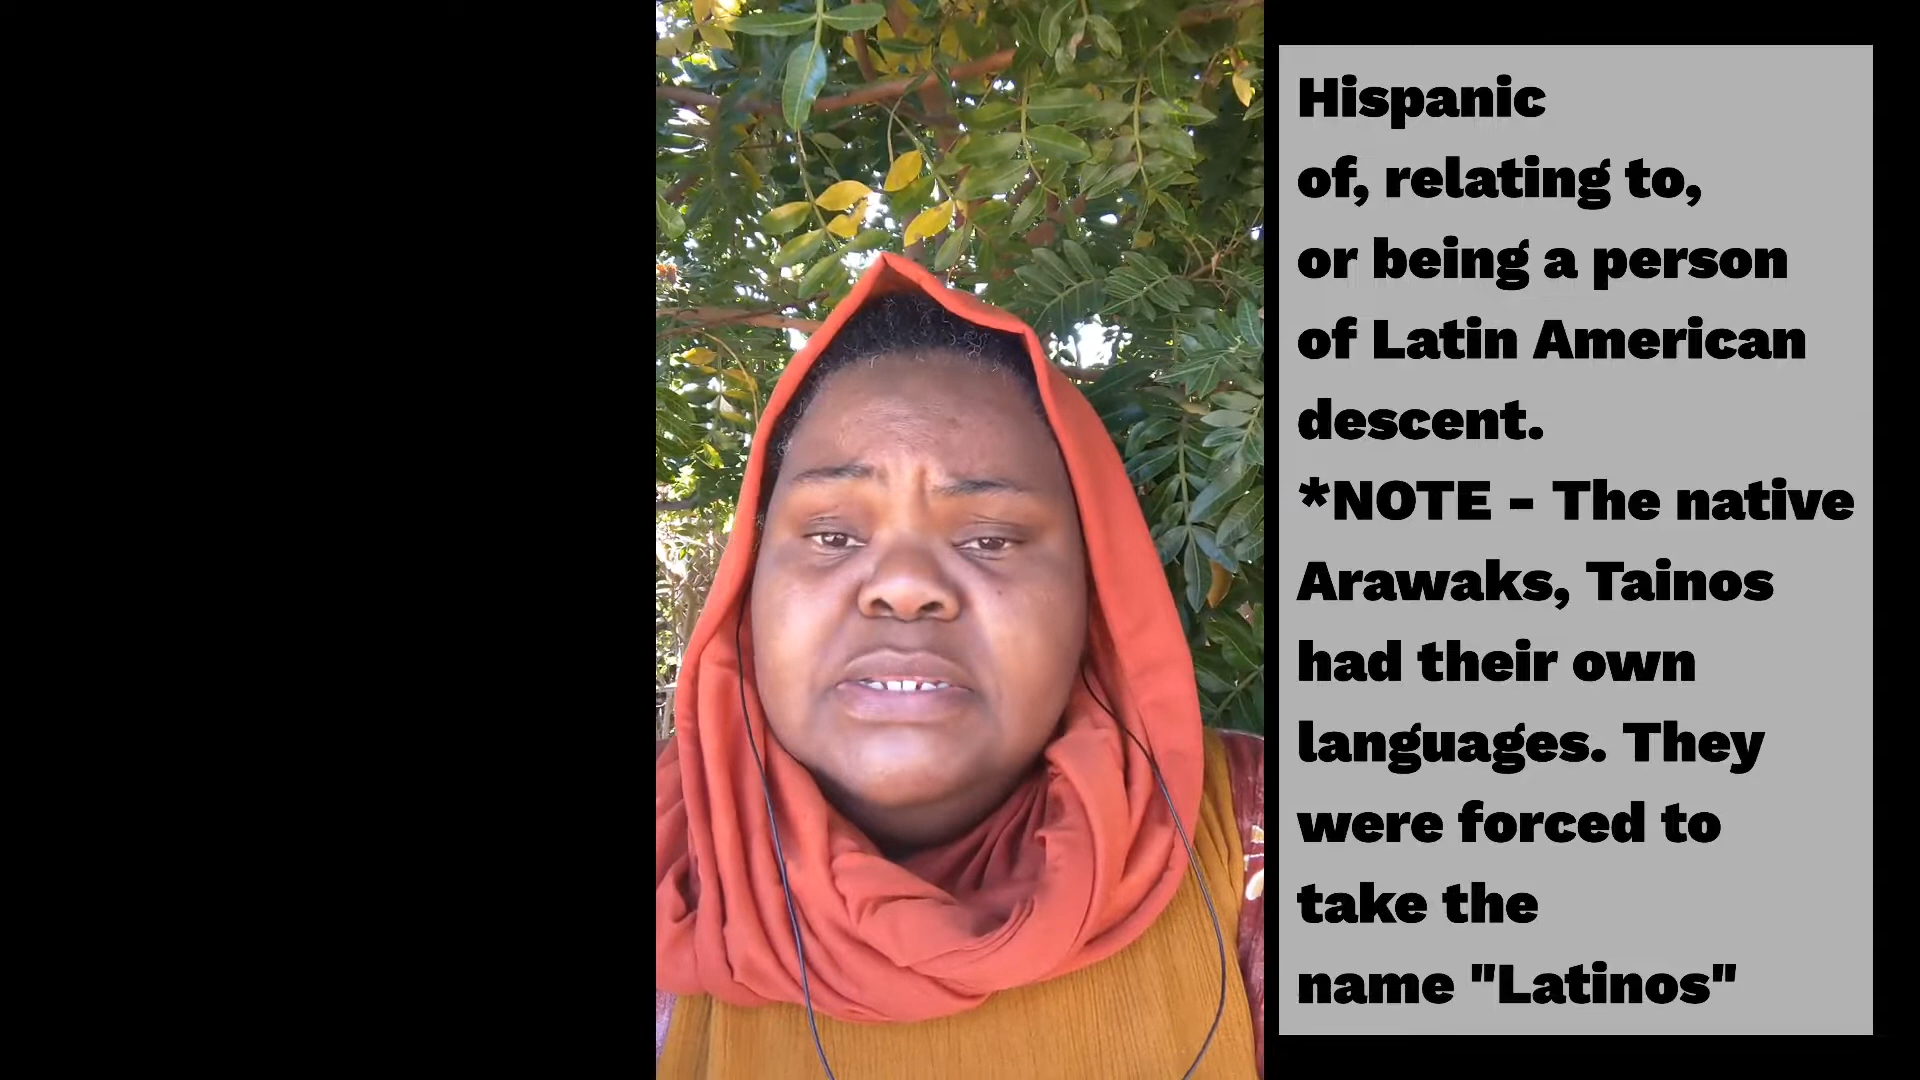 Hispanic
of, relating to,
or being a person
of Latin American
descent.
*NOTE - The native
Arawaks, Tainos
had their own
languages. They
were forced to
take the
name "Latinos"